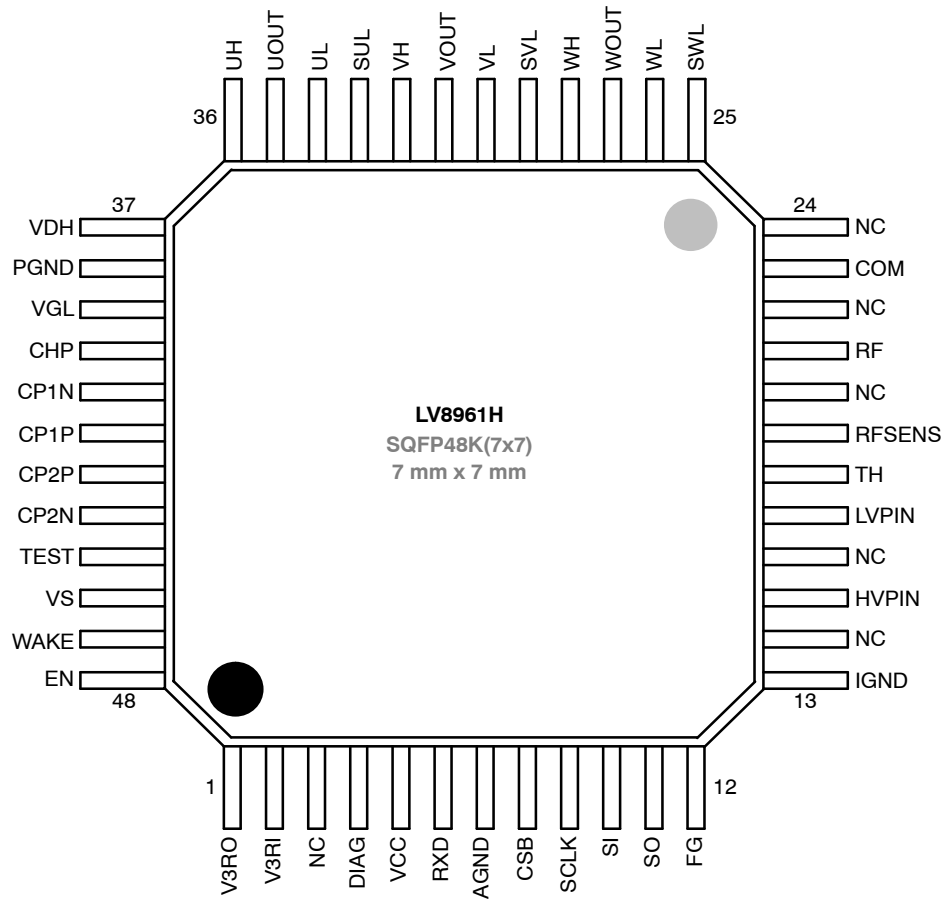 UH
UOUT
UL
SUL
VH
VOUT
VL
SVL
WH
WOUT
WL
SWL
36
25
37
24
VDH
PGND
VGL
CHP
CP1N
CP1P
CP2P
CP2N
TEST
VS
WAKE
EN
48
LV8961H
SQFP48K(7x7)
7 mm x 7 mm
NC
COM
NC
RF
NC
RFSENS
TH
LVPIN
NC
HVPIN
NC
IGND
13
1
12
V3RO
V3RI
NC
DIAG
VCC
RXD
AGND
CSB
SCLK
SI
SO
FG